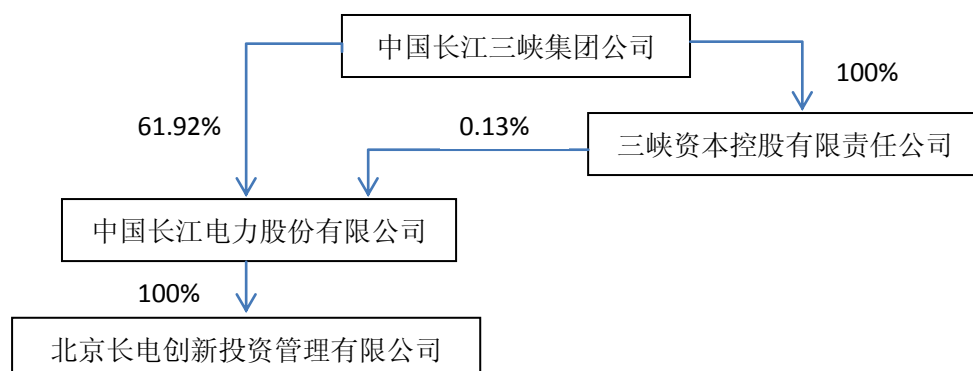 中国长江三峡集团公司
100%
61.92%
0.13%
三峡资本控股有限责任公司
中国长江电力股份有限公司
100%
北京长电创新投资管理有限公司